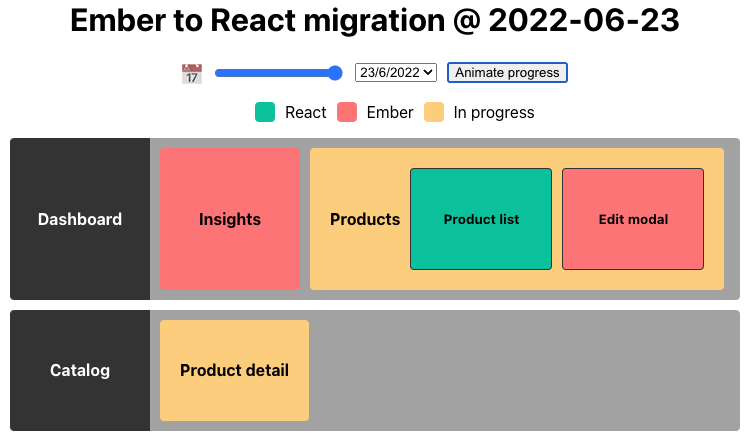 Ember to React migration @ 2022-06-23
23/6/2022 Animate progress
React Ember In progress
Dashboard Insights Products Product list Edit modal
Catalog Product detail